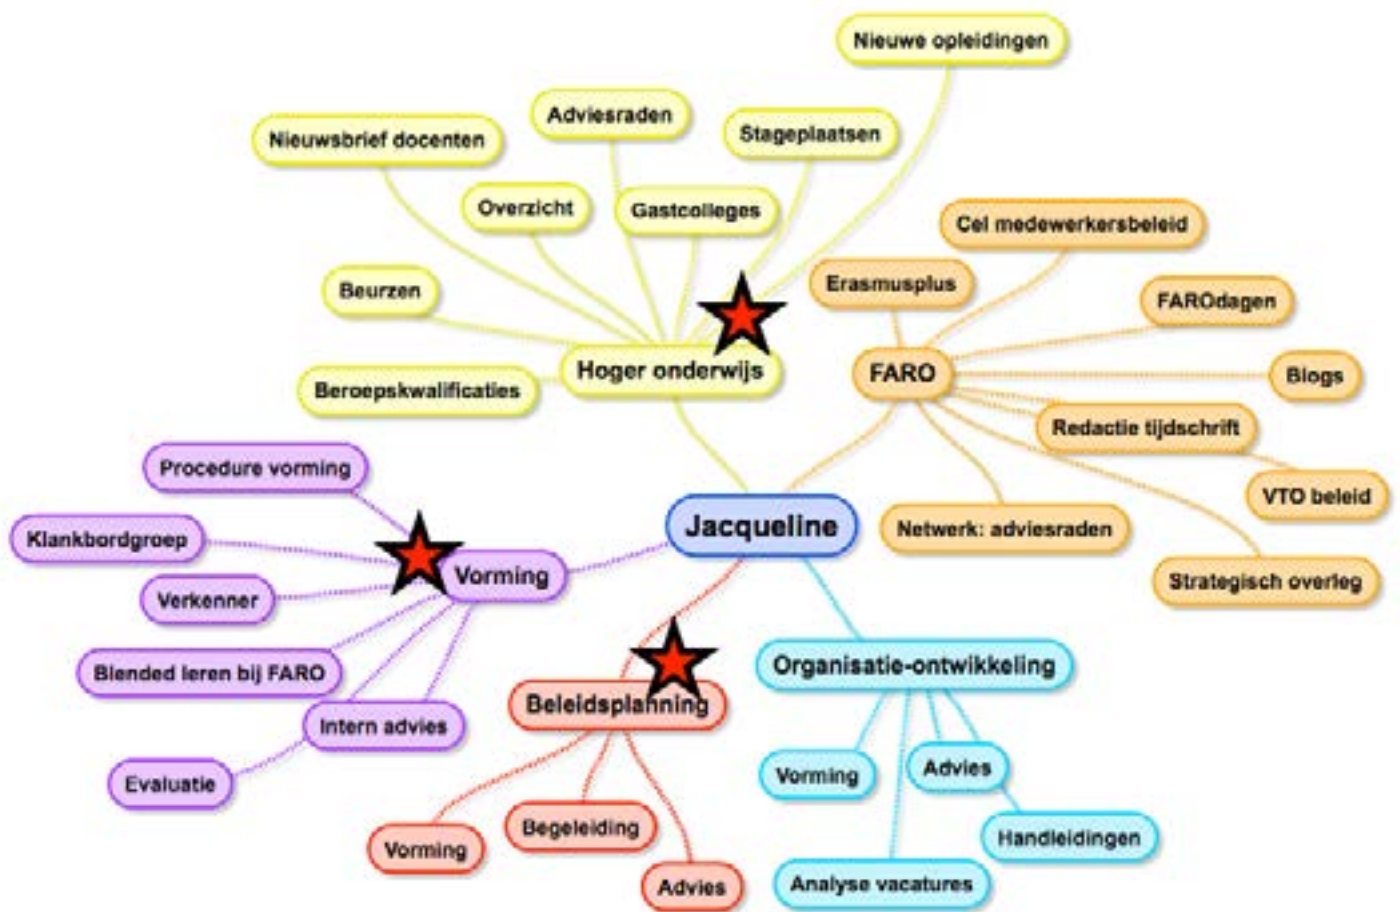 Nieuwe opleidingen
Adviesraden
Stageplaatsen
Nieuwsbrief docenten
Overzicht
Gastcolleges
Beurzen
Hoger onderwijs
Beroepskwalificaties
Cel medewerkersbeleid
Erasmusplus
FAROdagen
FARO
Blogs
Redactie tijdschrift
VTO beleid
Netwerk: adviesraden
Strategisch overleg
Jacqueline
Procedure vorming
Klankbordgroep
Vorming
Verkenner
Blended leren bij FARO
Intern advies
Evaluatie
Beleidsplanning
Vorming
Begeleiding
Advies
Organisatie-ontwikkeling
Vorming
Advies
Handleidingen
Analyse vacatures